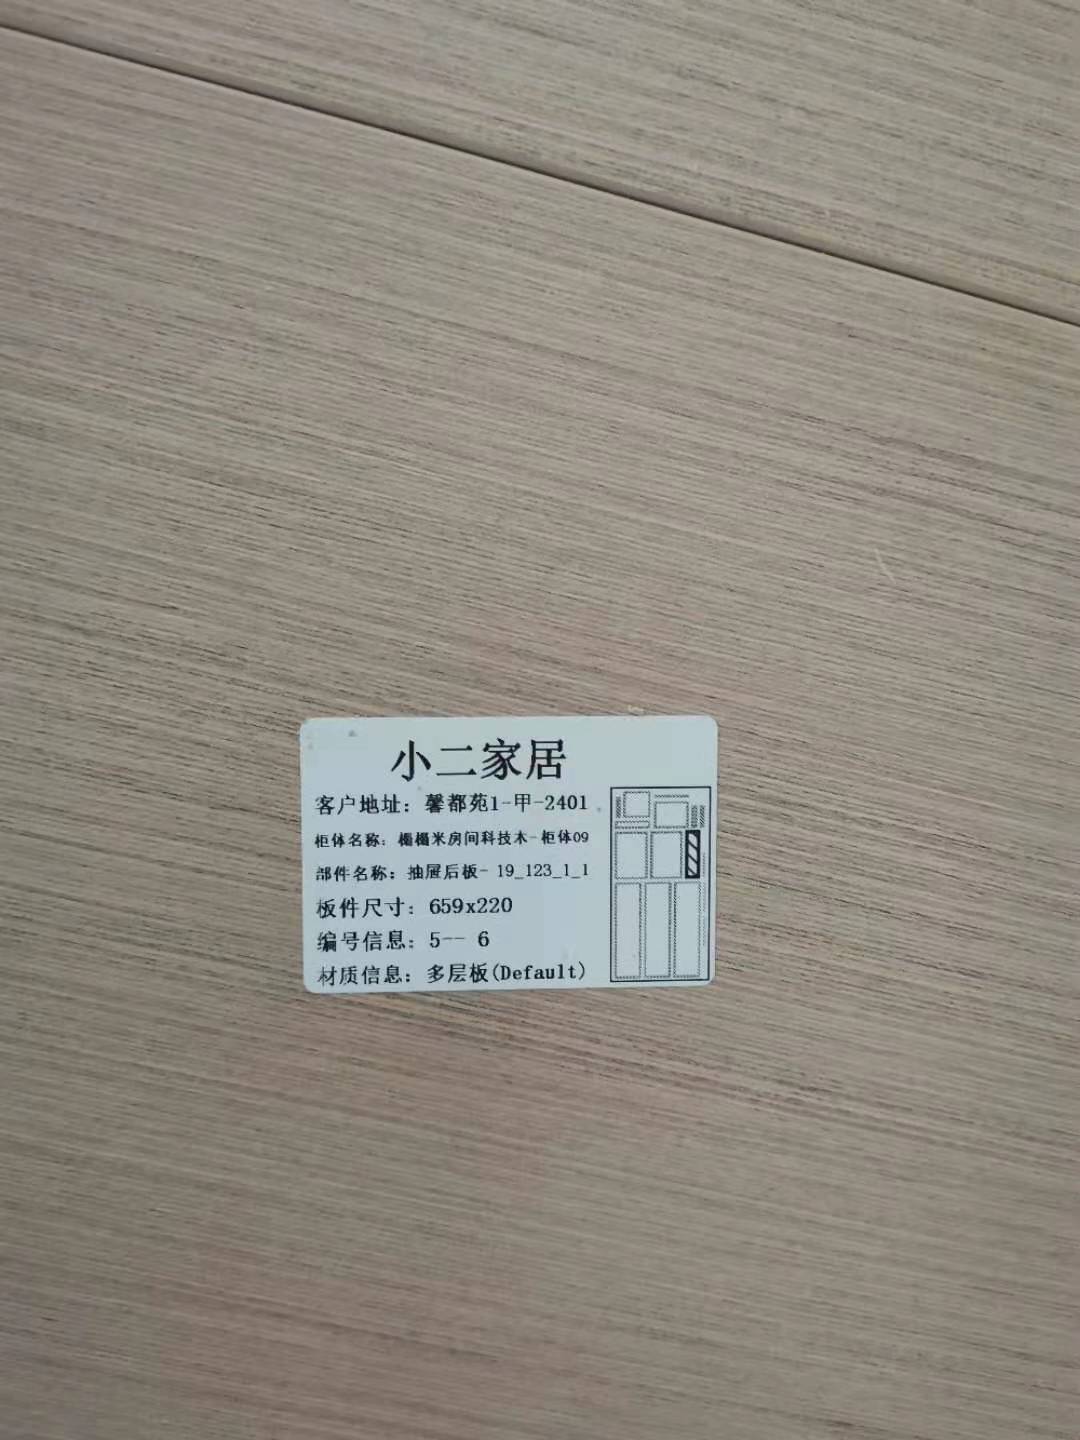 小二家居
客户地址：馨都苑1-甲-2401
柜体名称：榻榻米房间科技木-柜体09
部件名称：抽屉后板- 19_123_1_1
板件尺寸：659x220
编号信息：5-- 6
材质信息：多层板(Default)